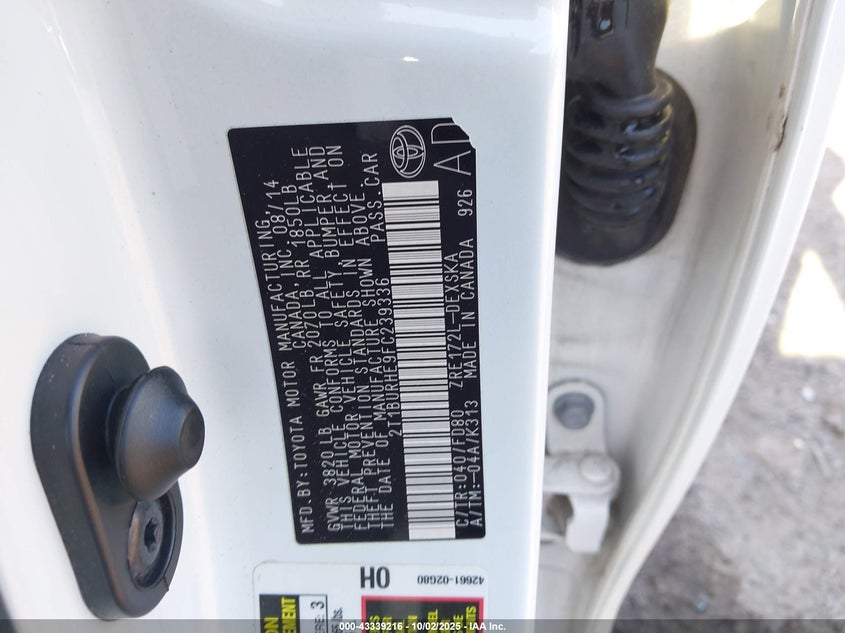 MFD.BY:TOYOTA MOTOR MANUFACTURING,
CANADA,INC. 08/14
GVWR 3820LB GAWR FR 2070LB RR 1850LB
THIS VEHICLE CONFORMS TO ALL APPLICABLE
FEDERAL MOTOR VEHICLE SAFETY, BUMPER AND
THEFT PREVENTION STANDARDS IN EFFECT ON
THE DATE OF MANUFACTURE SHOWN ABOVE.
2T1BURHE9FC239336 PASS.CAR
C/TR:040/FD80 ZRE172L-DEXSKA
A/TM:-04A/K313 MADE IN CANADA 926
AD
42661-02G80
OH
000-43339216 - 10/02/2025 - IAA Inc.